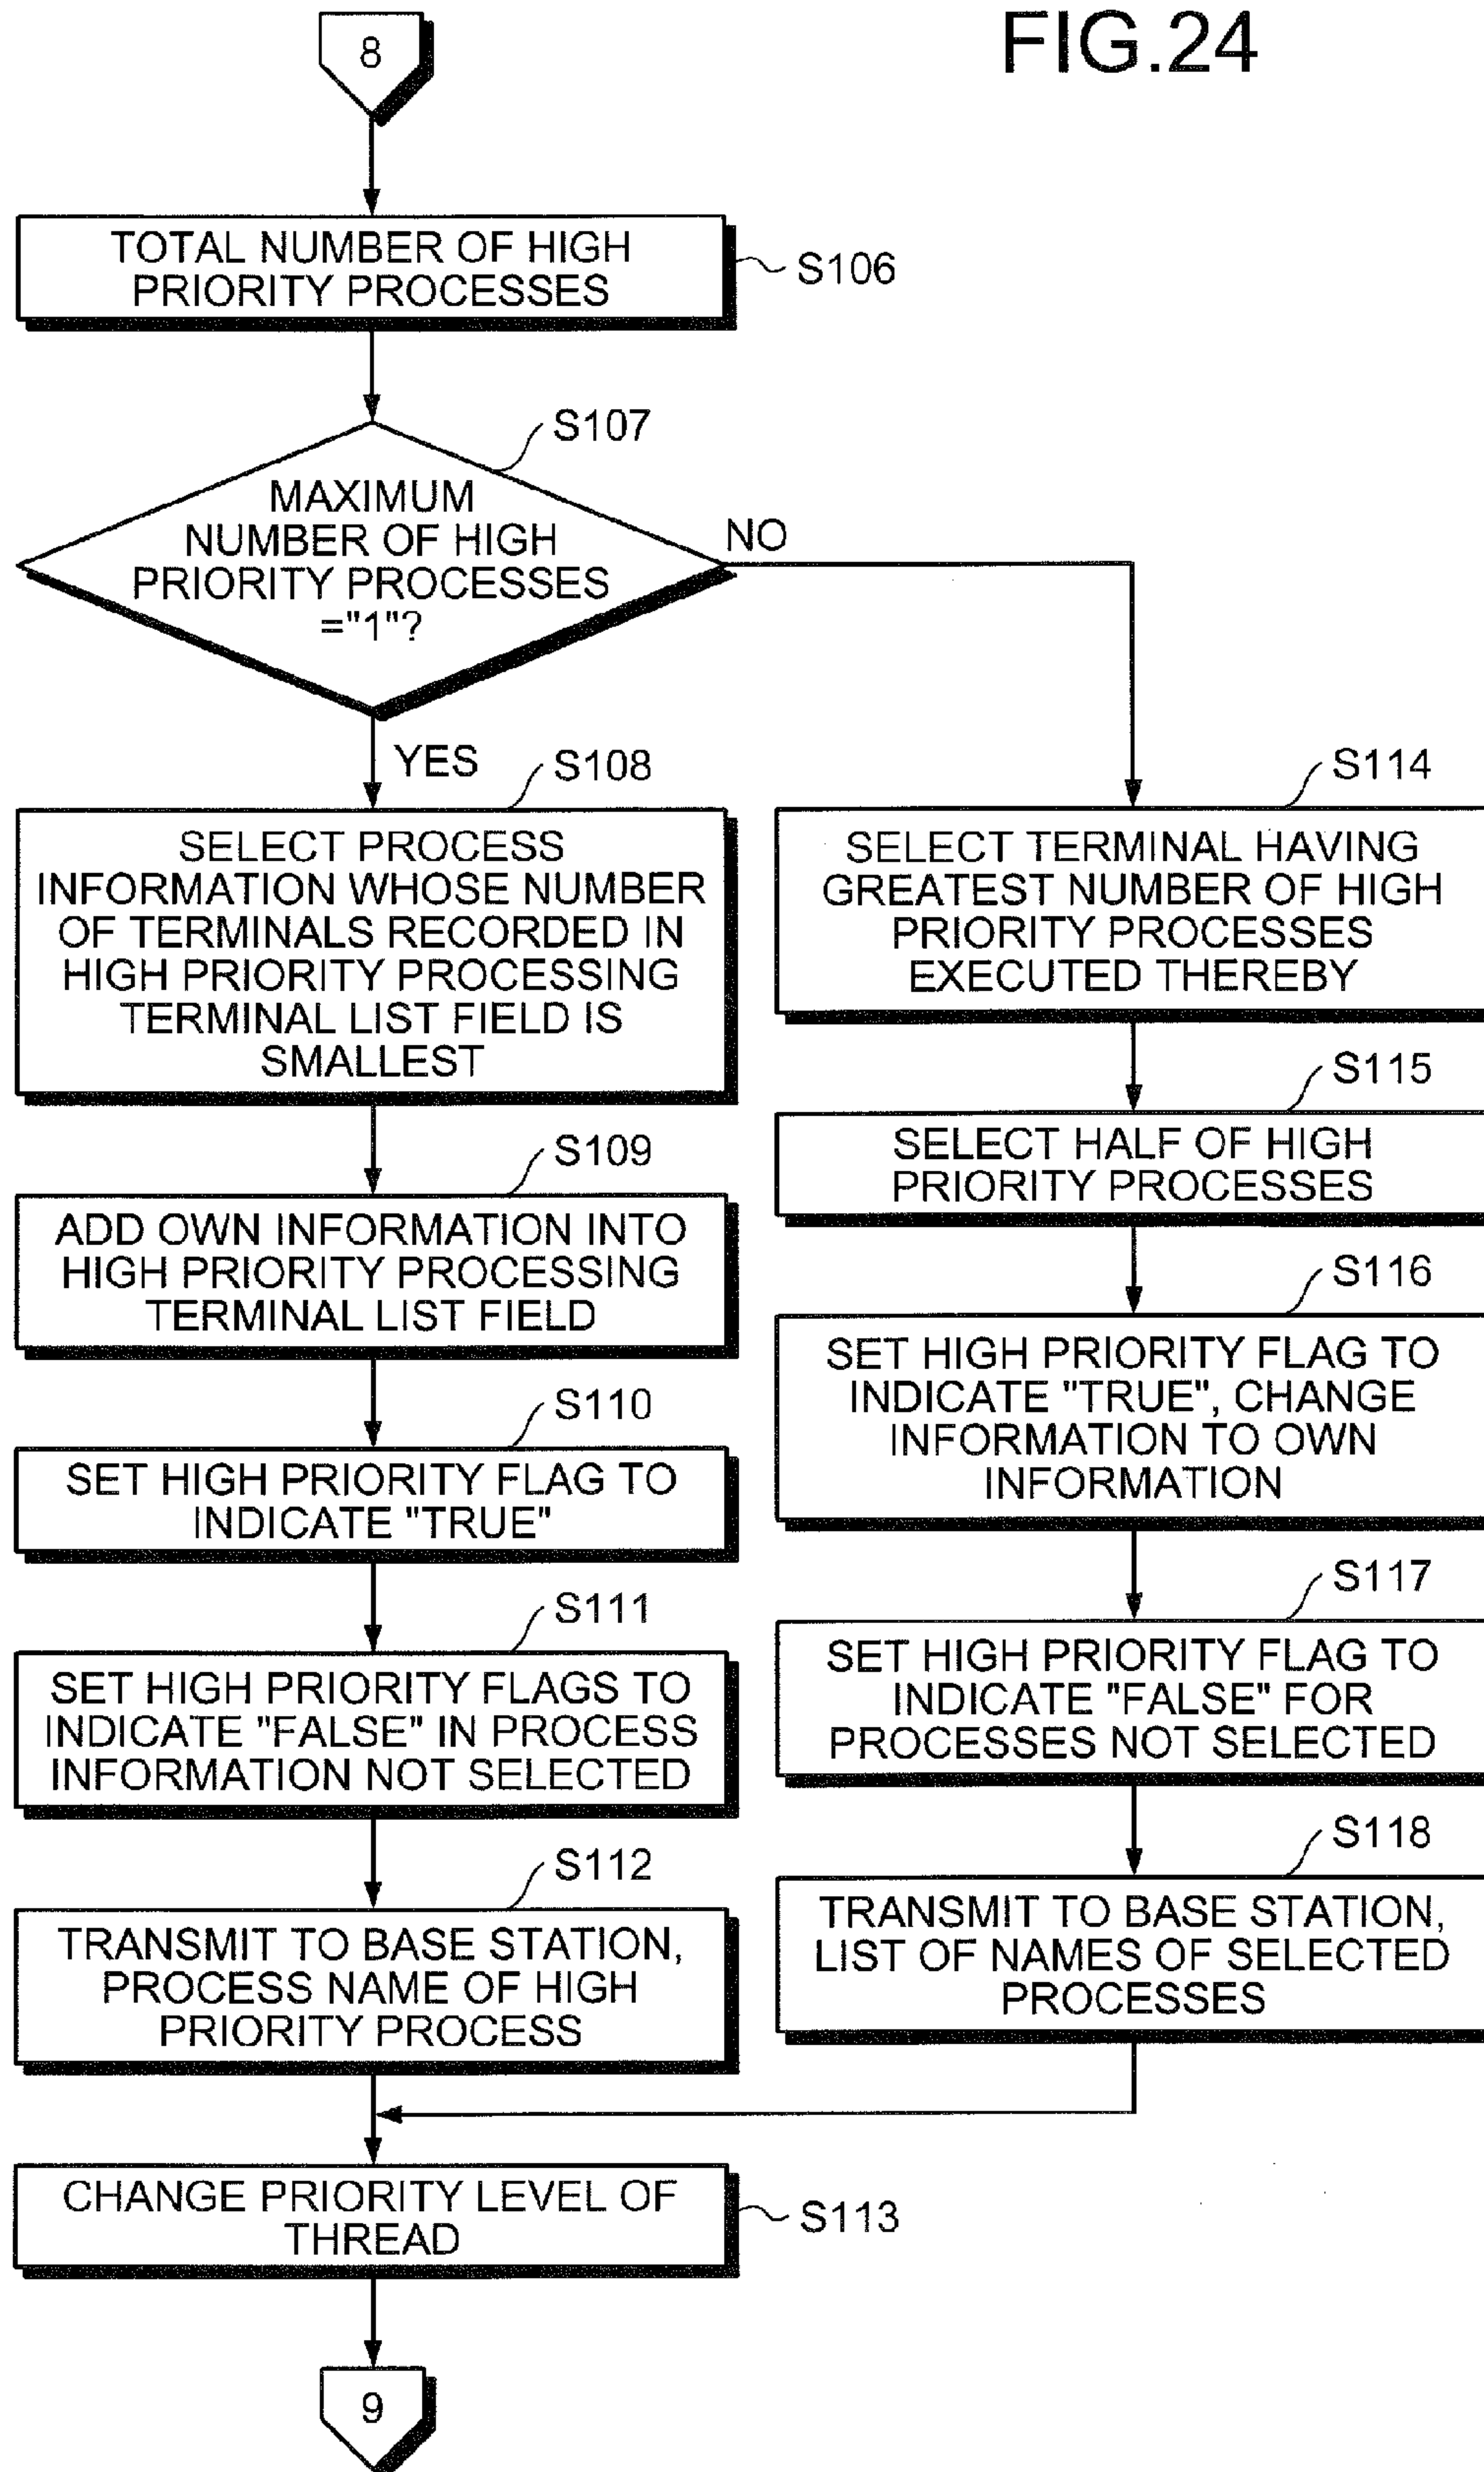 FIG.24
8
TOTAL NUMBER OF HIGH
PRIORITY PROCESSES
S106
S107
MAXIMUM
NUMBER OF HIGH
PRIORITY PROCESSES
="1"?
NO
YES
S108
SELECT PROCESS
INFORMATION WHOSE NUMBER
OF TERMINALS RECORDED IN
HIGH PRIORITY PROCESSING
TERMINAL LIST FIELD IS
SMALLEST
S109
ADD OWN INFORMATION INTO
HIGH PRIORITY PROCESSING
TERMINAL LIST FIELD
S110
SET HIGH PRIORITY FLAG TO
INDICATE "TRUE"
S111
SET HIGH PRIORITY FLAGS TO
INDICATE "FALSE" IN PROCESS
INFORMATION NOT SELECTED
S112
TRANSMIT TO BASE STATION,
PROCESS NAME OF HIGH
PRIORITY PROCESS
S114
SELECT TERMINAL HAVING
GREATEST NUMBER OF HIGH
PRIORITY PROCESSES
EXECUTED THEREBY
S115
SELECT HALF OF HIGH
PRIORITY PROCESSES
S116
SET HIGH PRIORITY FLAG TO
INDICATE "TRUE", CHANGE
INFORMATION TO OWN
INFORMATION
S117
SET HIGH PRIORITY FLAG TO
INDICATE "FALSE" FOR
PROCESSES NOT SELECTED
S118
TRANSMIT TO BASE STATION,
LIST OF NAMES OF SELECTED
PROCESSES
CHANGE PRIORITY LEVEL OF
THREAD
S113
9